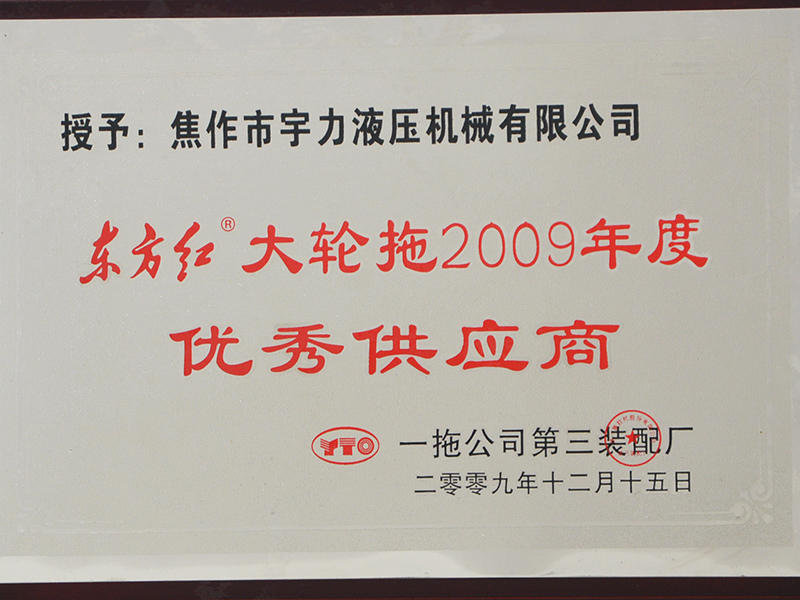 授予：焦作市宇力液压机械有限公司
东方红®大轮拖2009年度
优秀供应商
YTO 一拖公司第三装配厂
二零零九年十二月十五日